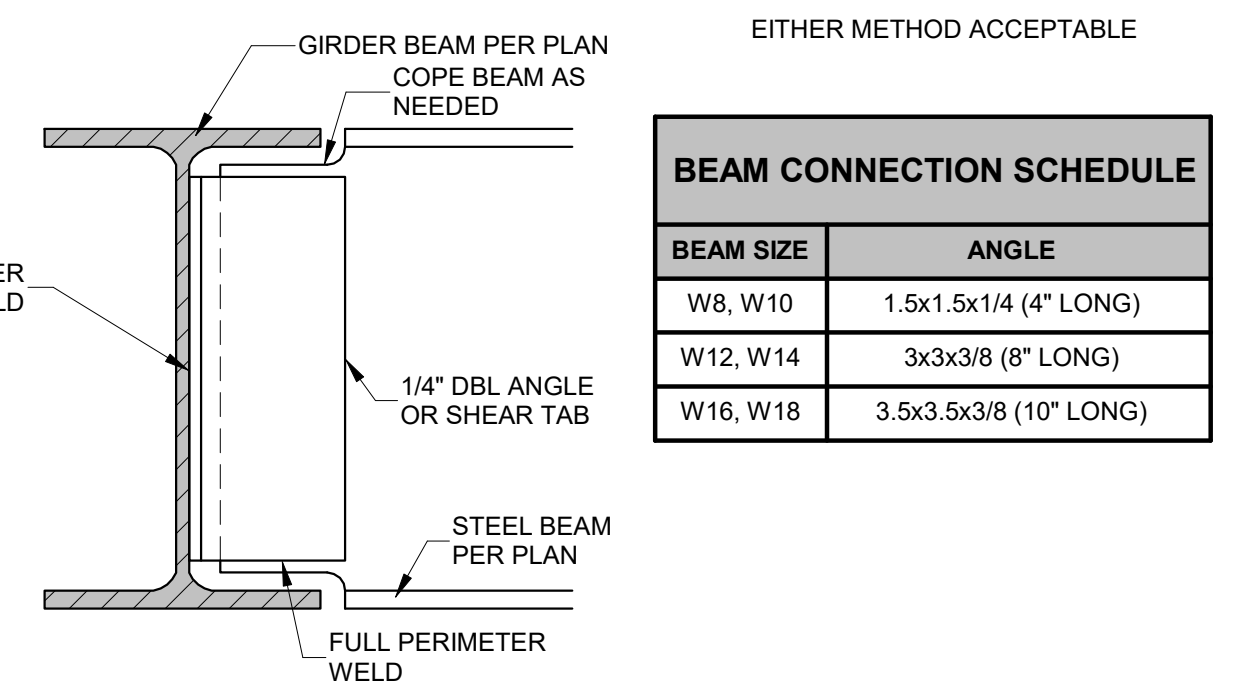 EITHER METHOD ACCEPTABLE
GIRDER BEAM PER PLAN
COPE BEAM AS
NEEDED
1/4" DBL ANGLE
OR SHEAR TAB
STEEL BEAM
PER PLAN
FULL PERIMETER
WELD
BEAM CONNECTION SCHEDULE
BEAM SIZE ANGLE
W8, W10 1.5x1.5x1/4 (4" LONG)
W12, W14 3x3x3/8 (8" LONG)
W16, W18 3.5x3.5x3/8 (10" LONG)